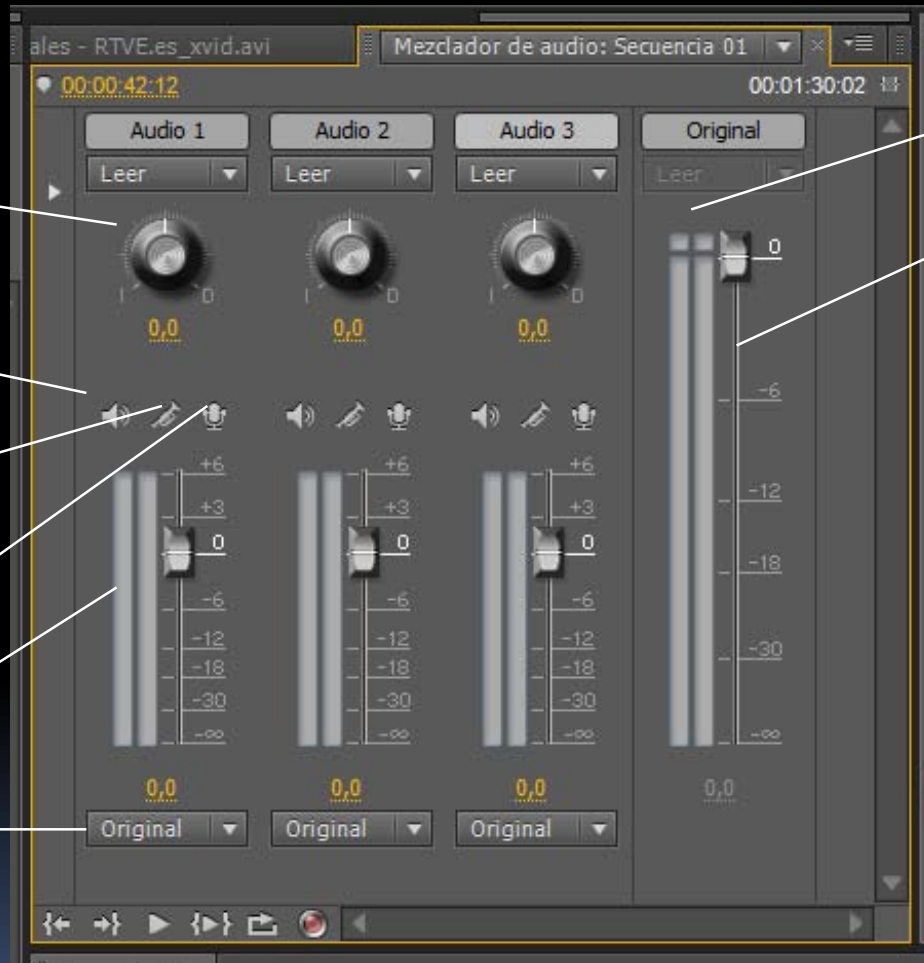 ales - RTVE.es_xvid.avi Mezclador de audio: Secuencia 01
00:00:42:12 00:01:30:02
Audio 1 Audio 2 Audio 3 Original
Leer Leer Leer Leer
I D I D I D
0,0 0,0 0,0
0
-6
-12
-18
-30
-∞
+6 +6 +6
+3 +3 +3
0 0 0
-6 -6 -6
-12 -12 -12
-18 -18 -18
-30 -30 -30
-∞ -∞ -∞
0,0 0,0 0,0 0,0
Original Original Original